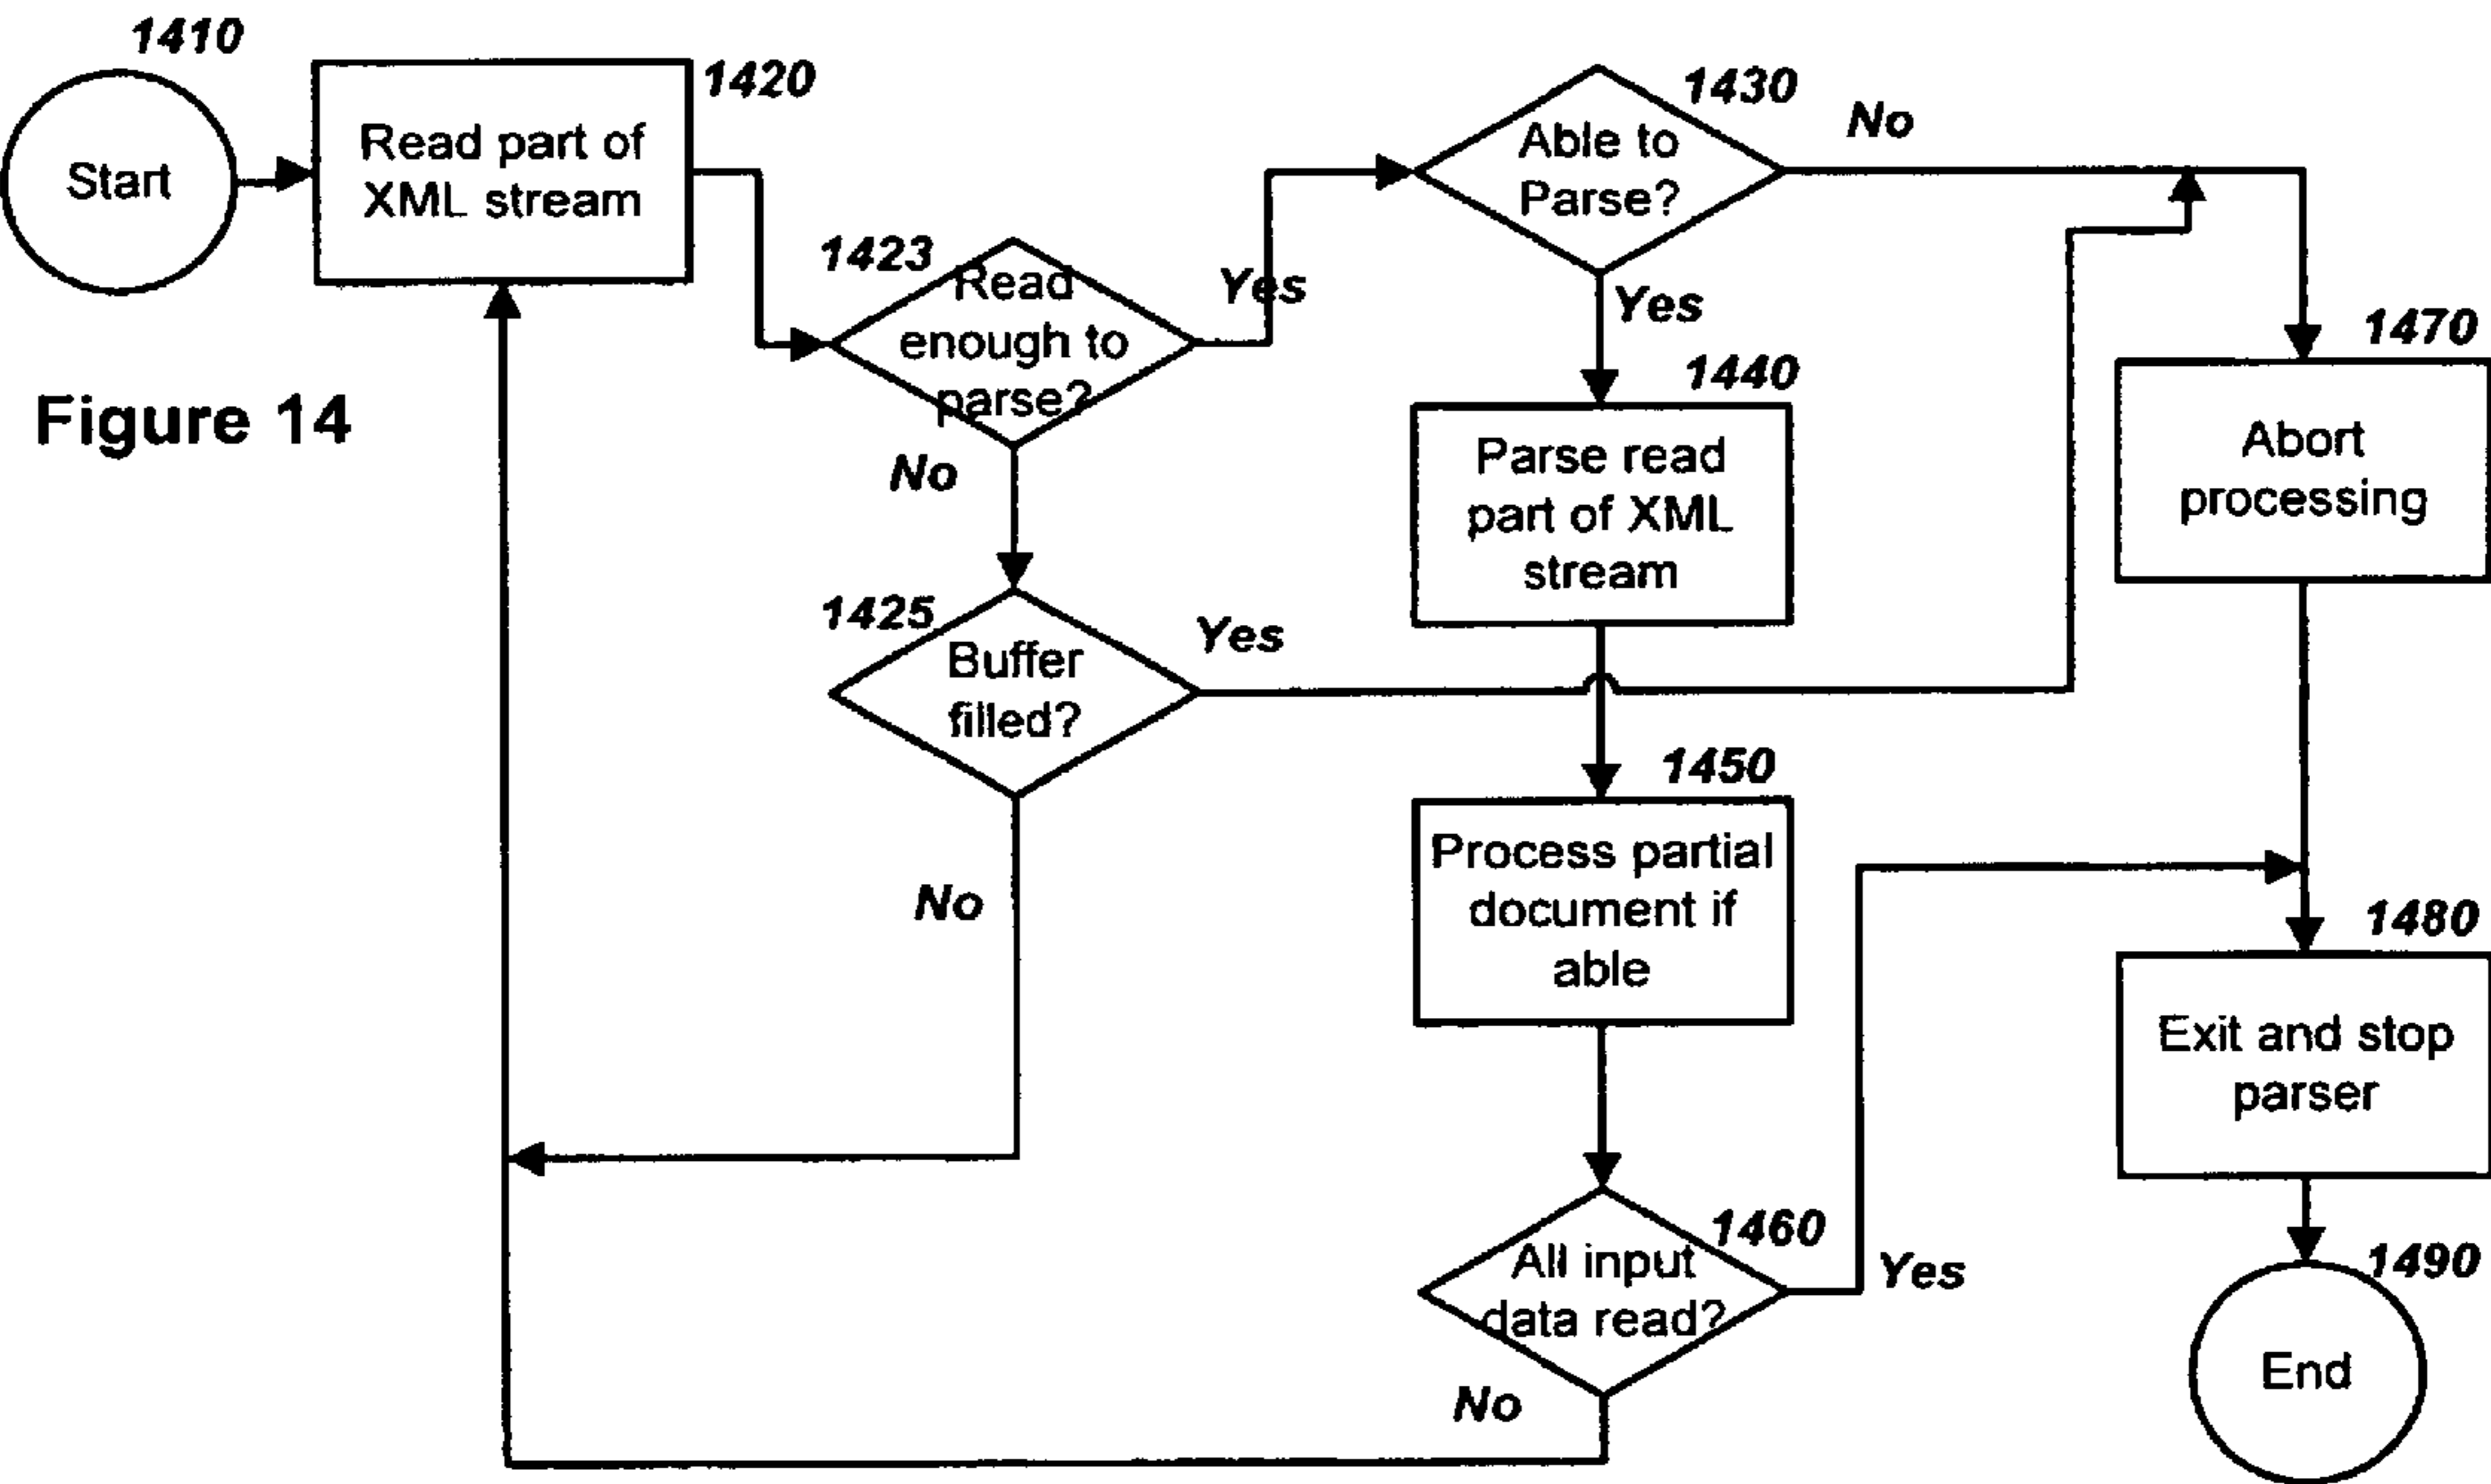 1410
Start
1420
Read part of
XML stream
1423
Read
enough to
parse?
Yes
No
1430
Able to
Parse?
No
Yes
Figure 14
1440
Parse read
part of XML
stream
1470
Abort
processing
1425
Buffer
filled?
Yes
No
1450
Process partial
document if
able
1460
All input
data read?
Yes
No
1480
Exit and stop
parser
1490
End